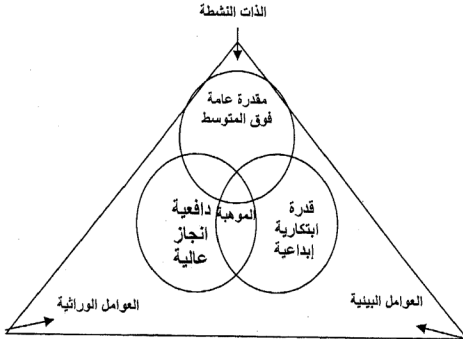 الذات النشطة
مقدرة عامة
فوق المتوسط
قدرة
ابتكارية
إبداعية
الموهبة
دافعية
انجاز
عالية
العوامل البيئية
العوامل الوراثية